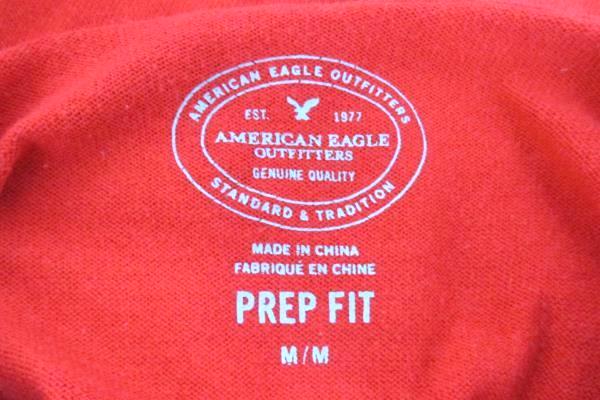 AMERICAN EAGLE OUTFITTERS
EST. 1977
AMERICAN EAGLE
OUTFITTERS
GENUINE QUALITY
STANDARD & TRADITION
MADE IN CHINA
FABRIQUÉ EN CHINE
PREP FIT
M/M